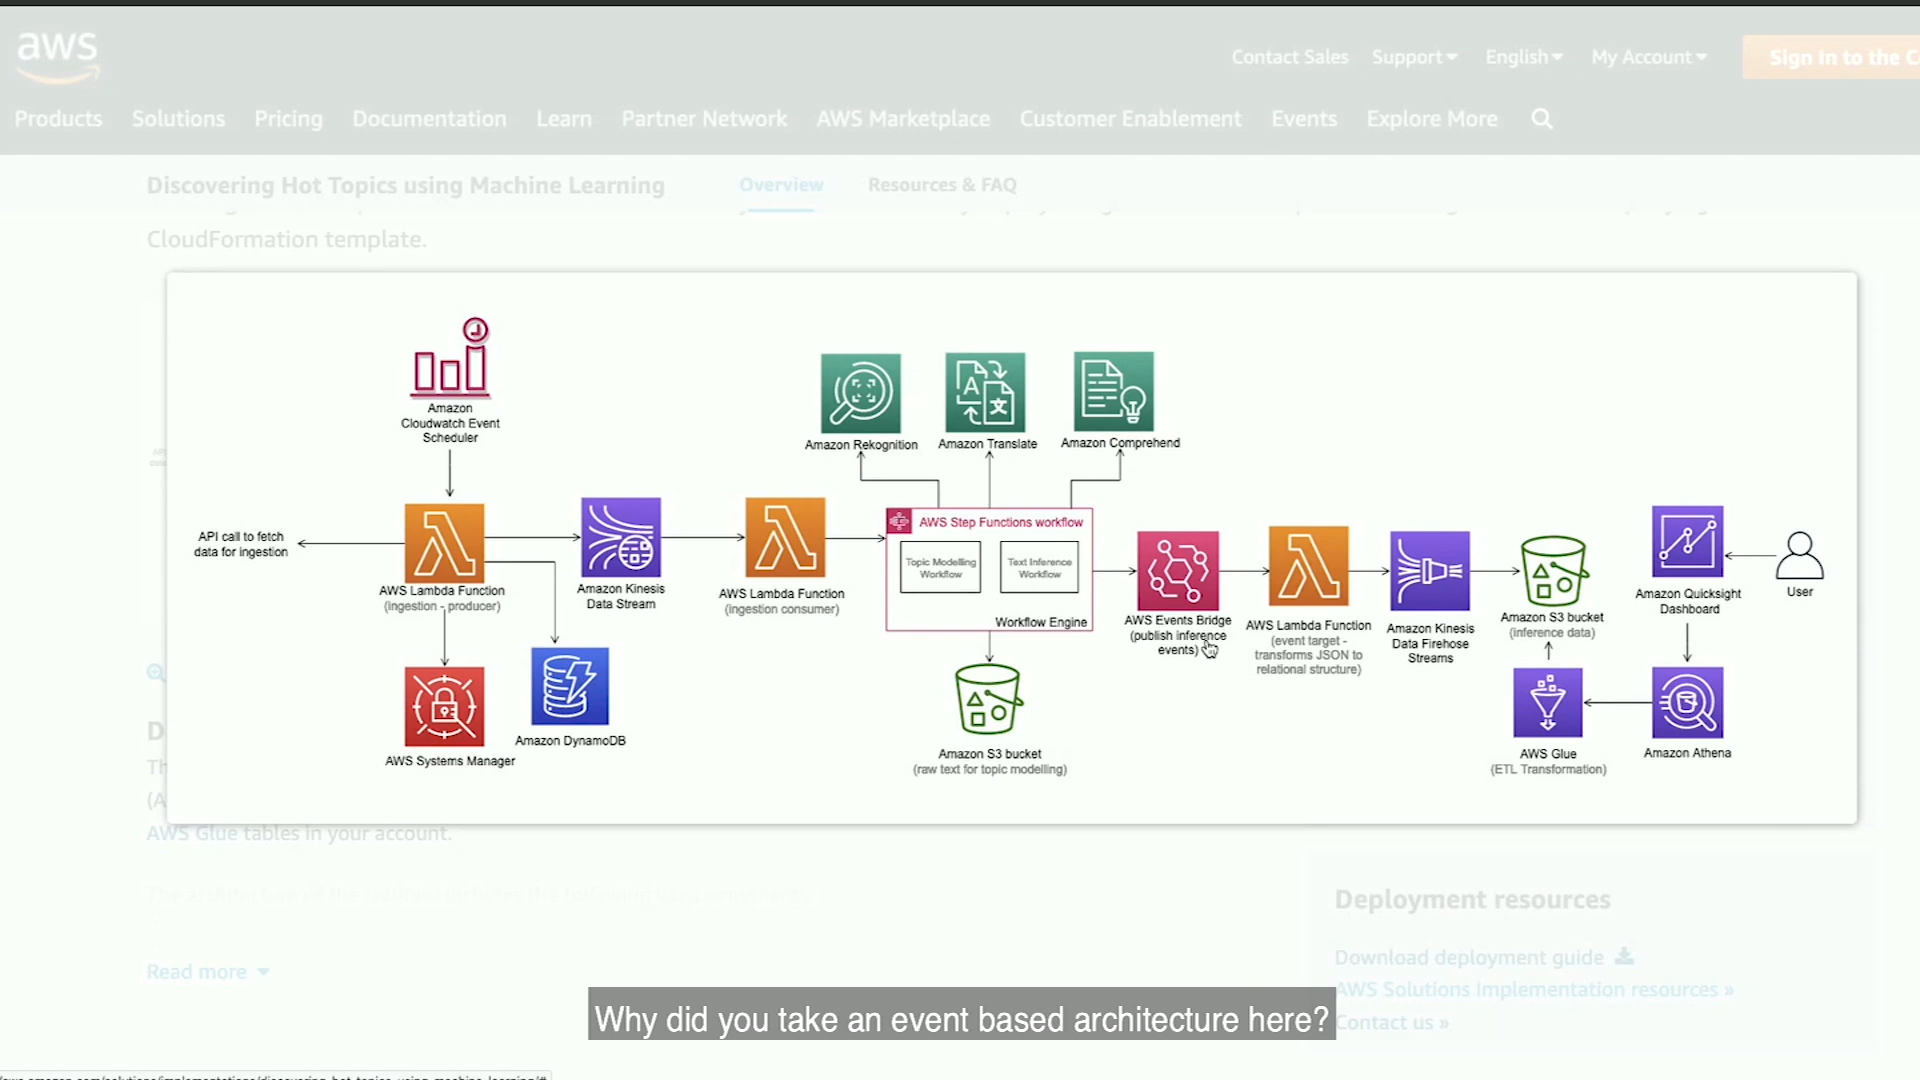 aws
Contact Sales Support English My Account Sign In to the C
Products Solutions Pricing Documentation Learn Partner Network AWS Marketplace Customer Enablement Events Explore More
Discovering Hot Topics using Machine Learning Overview Resources & FAQ
CloudFormation template.
Amazon
Cloudwatch Event
Scheduler
API call to fetch
data for ingestion
AWS Lambda Function
(ingestion - producer)
AWS Systems Manager
Amazon DynamoDB
Amazon Kinesis
Data Stream
AWS Lambda Function
(ingestion consumer)
Amazon Rekognition
Amazon Translate
Amazon Comprehend
AWS Step Functions workflow
Topic Modelling
Workflow
Text Inference
Workflow
Workflow Engine
Amazon S3 bucket
(raw text for topic modelling)
AWS Events Bridge
(publish inference
events)
AWS Lambda Function
(event target -
transforms JSON to
relational structure)
Amazon Kinesis
Data Firehose
Streams
Amazon S3 bucket
(inference data)
AWS Glue
(ETL Transformation)
Amazon Quicksight
Dashboard
Amazon Athena
User
D
Th
(A
AWS Glue tables in your account.
Read more
Deployment resources
Download deployment guide
AWS Solutions Implementation resources »
Contact us »
Why did you take an event based architecture here?